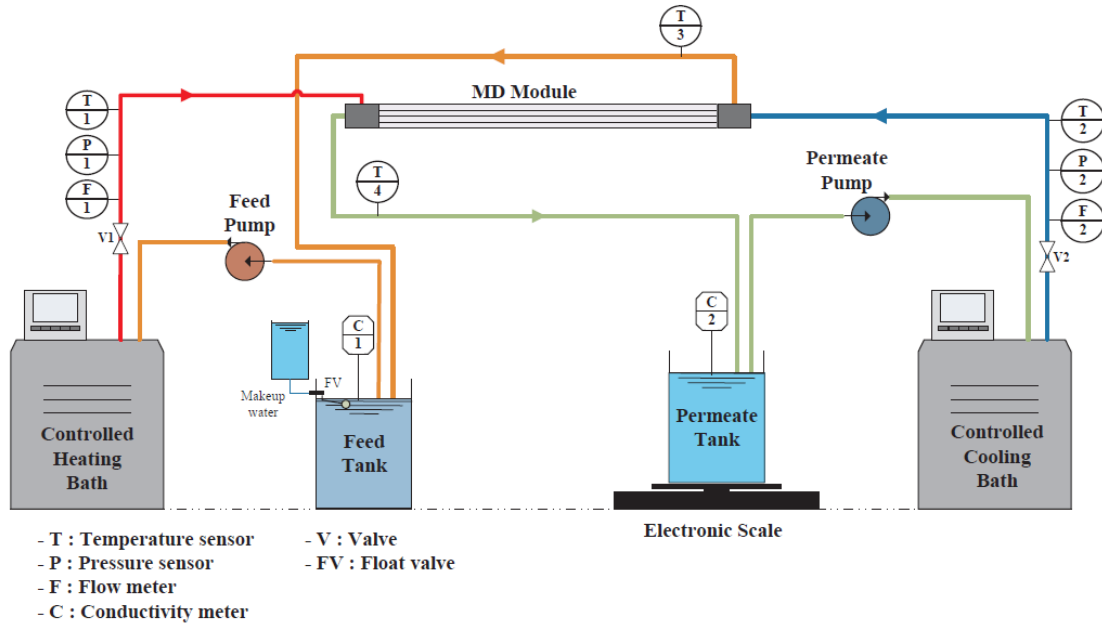 T
3
MD Module
T
1
P
1
F
1
V1
T
2
P
2
F
2
V2
T
4
Feed
Pump
Permeate
Pump
C
1
C
2
FV
Makeup
water
Controlled
Heating
Bath
Feed
Tank
Permeate
Tank
Controlled
Cooling
Bath
Electronic Scale
- T : Temperature sensor
- P : Pressure sensor
- F : Flow meter
- C : Conductivity meter
- V : Valve
- FV : Float valve